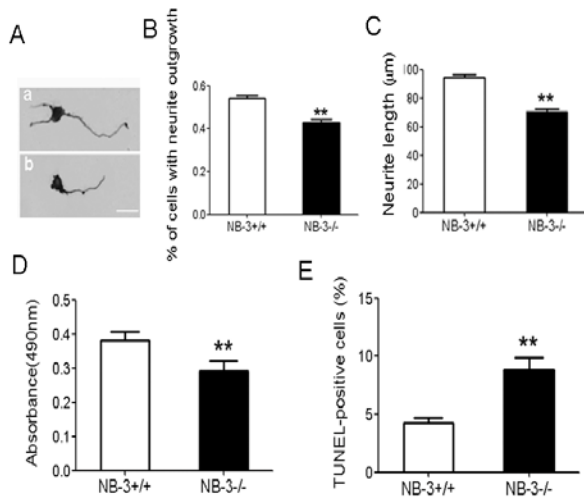 A
a
b
B
% of cells with neurite outgrowth
0.6
0.4
0.2
0.0
**
NB-3+/+ NB-3-/-
C
Neurite length (μm)
100
80
60
40
20
0
**
NB-3+/+ NB-3-/-
D
Absorbance(490nm)
0.5
0.4
0.3
0.2
0.1
0.0
**
NB-3+/+ NB-3-/-
E
TUNEL-positive cells (%)
15
10
5
0
**
NB-3+/+ NB-3-/-